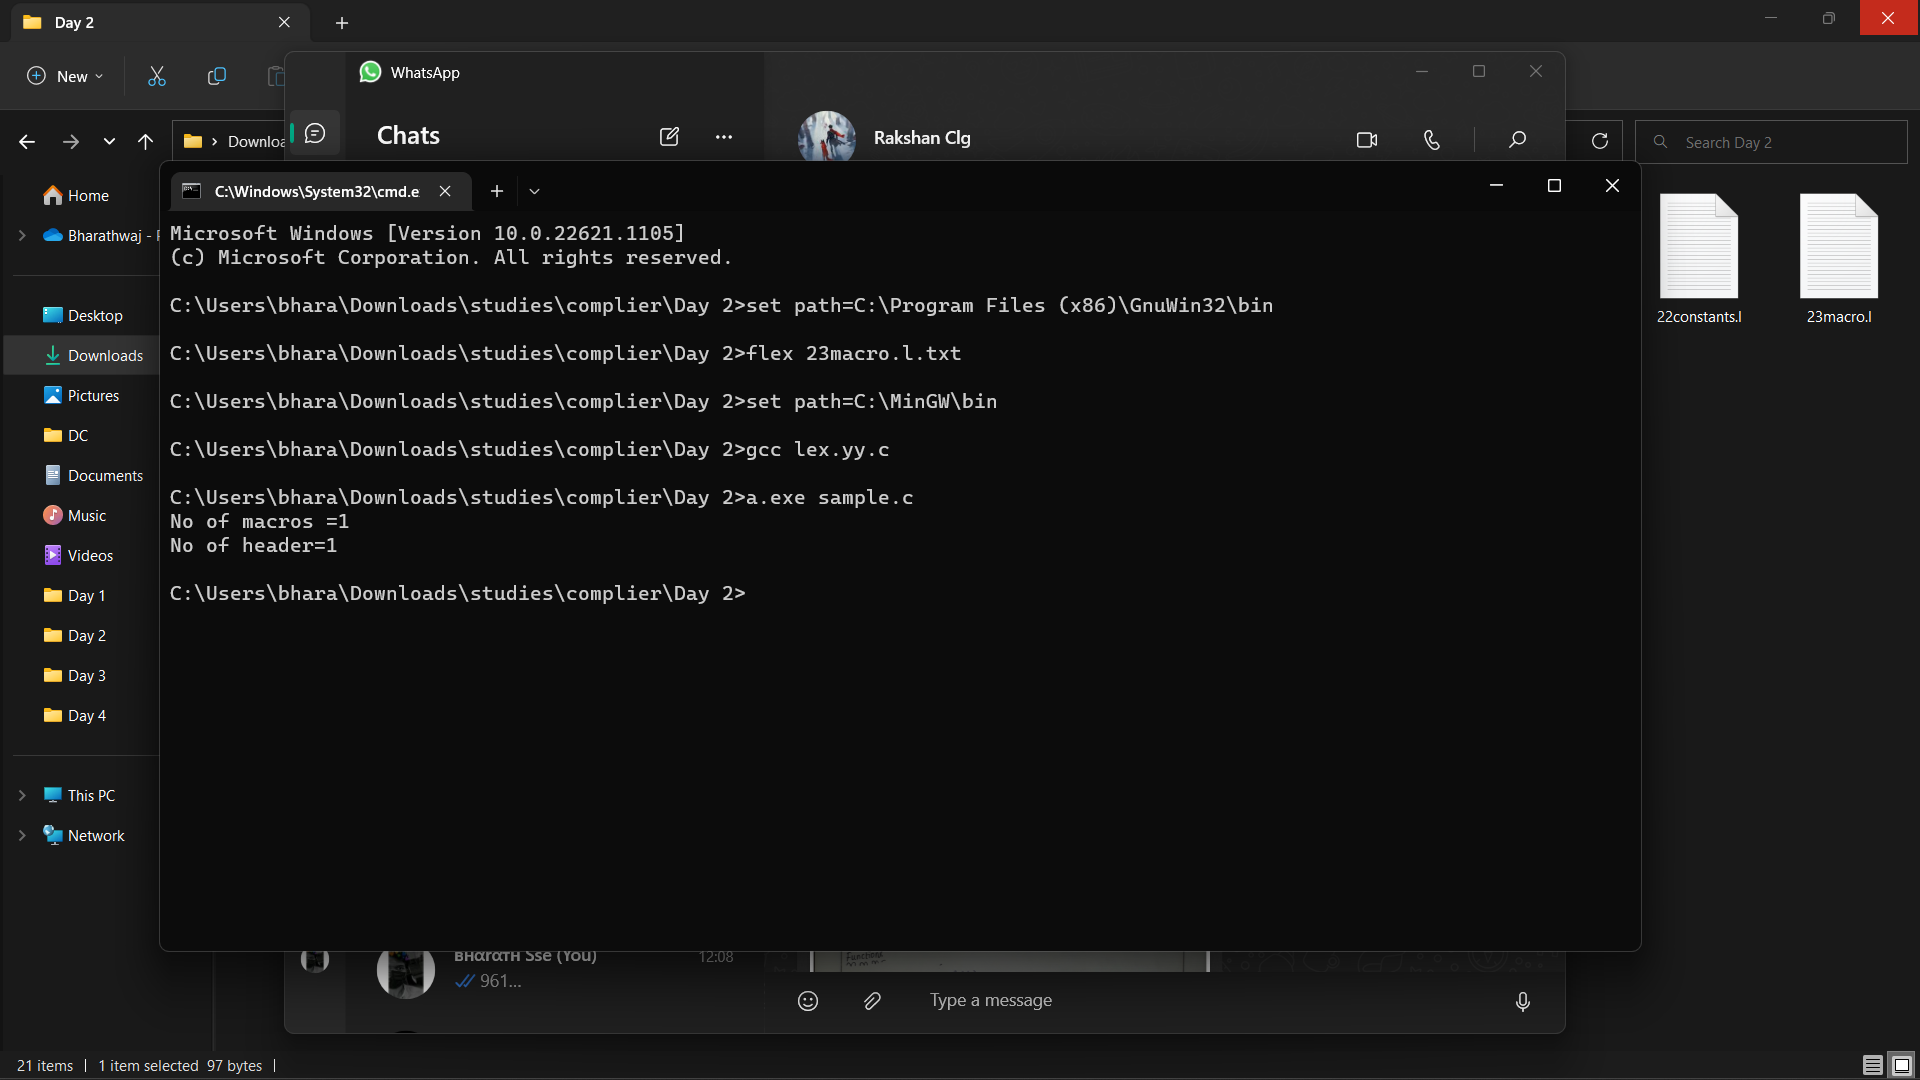 Day 2
New
WhatsApp
Chats
Rakshan Clg
Downloa
Search Day 2
C:\Windows\System32\cmd.e
Home
Bharathwaj -
Desktop
Downloads
Pictures
DC
Documents
Music
Videos
Day 1
Day 2
Day 3
Day 4
This PC
Network
Microsoft Windows [Version 10.0.22621.1105]
(c) Microsoft Corporation. All rights reserved.
C:\Users\bhara\Downloads\studies\complier\Day 2>set path=C:\Program Files (x86)\GnuWin32\bin
C:\Users\bhara\Downloads\studies\complier\Day 2>flex 23macro.l.txt
C:\Users\bhara\Downloads\studies\complier\Day 2>set path=C:\MinGW\bin
C:\Users\bhara\Downloads\studies\complier\Day 2>gcc lex.yy.c
C:\Users\bhara\Downloads\studies\complier\Day 2>a.exe sample.c
No of macros =1
No of header=1
C:\Users\bhara\Downloads\studies\complier\Day 2>
22constants.l
23macro.l
Sse (You)
12:08
961...
Type a message
21 items
1 item selected 97 bytes